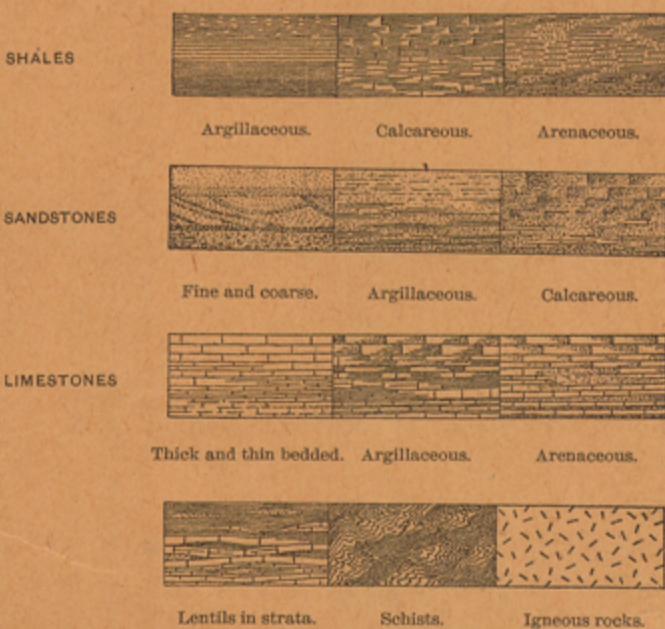 SHALES
Argillaceous. Calcareous. Arenaceous.
SANDSTONES
Fine and coarse. Argillaceous. Calcareous.
LIMESTONES
Thick and thin bedded. Argillaceous. Arenaceous.
Lentils in strata. Schists. Igneous rocks.